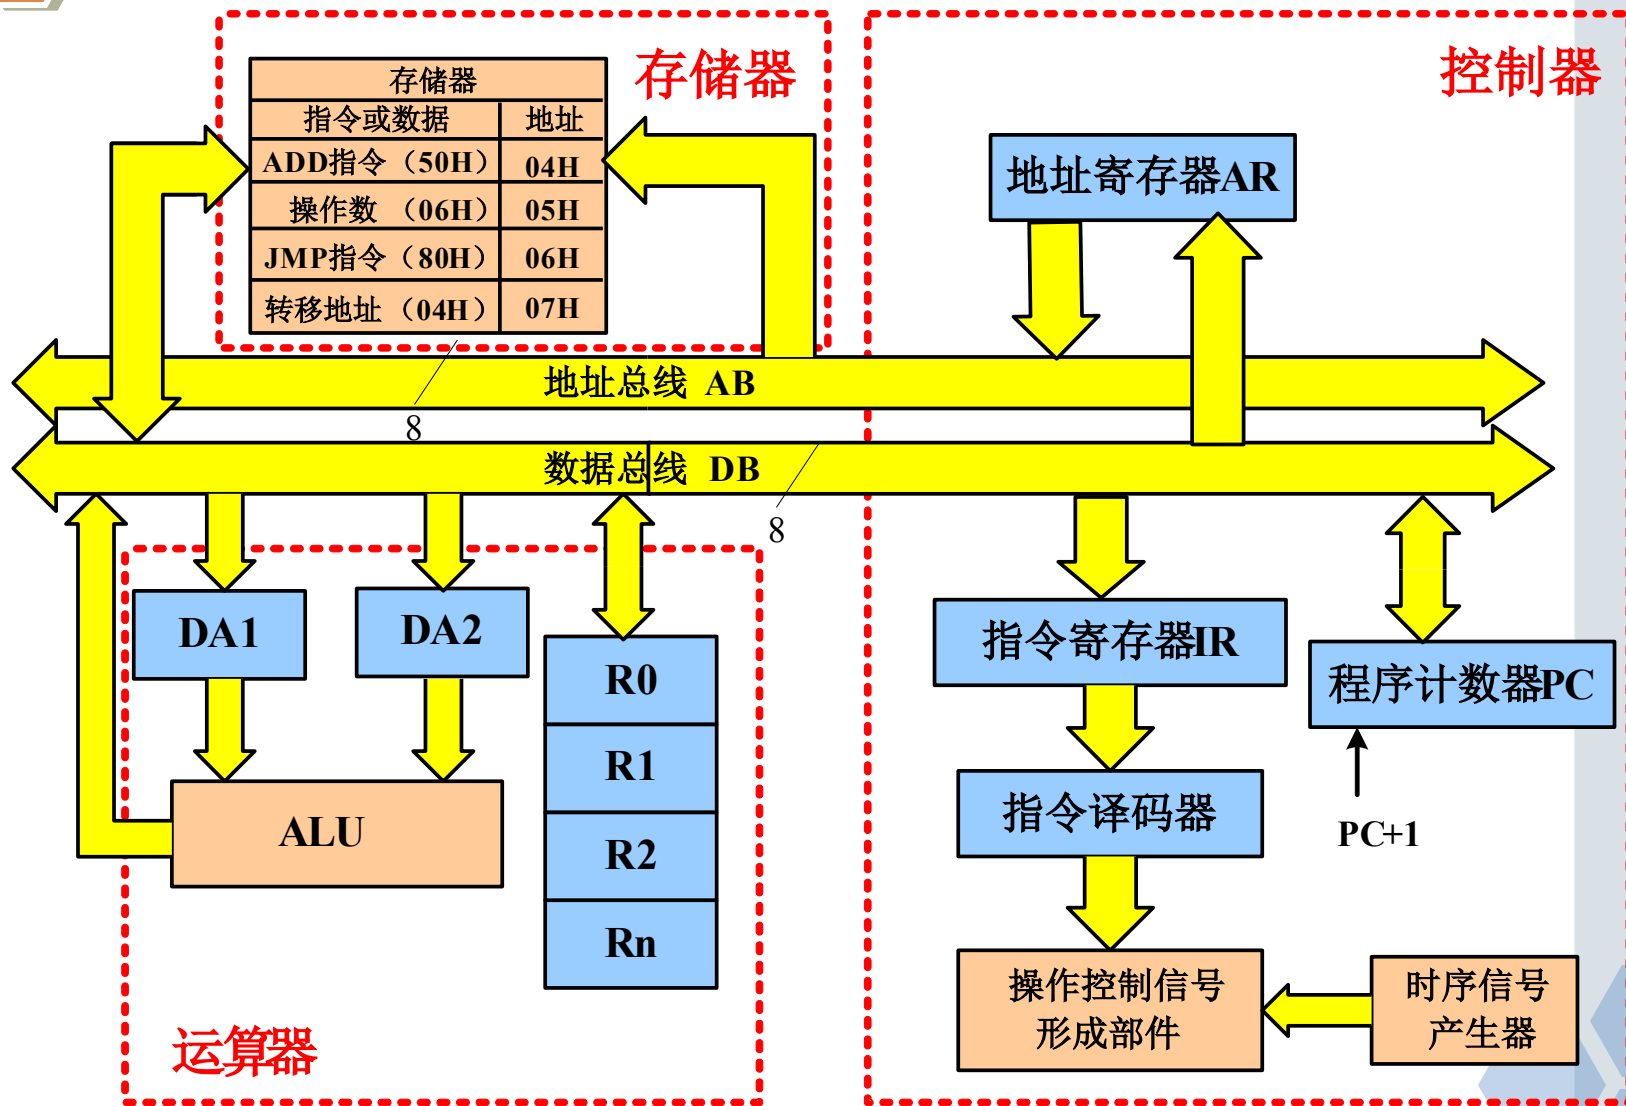 存储器
控制器
存储器
指令或数据 地址
ADD指令（50H） 04H
操作数 （06H） 05H
JMP指令（80H） 06H
转移地址（04H） 07H
地址寄存器AR
地址总线 AB
8
数据总线 DB
8
DA1
DA2
R0
R1
R2
Rn
ALU
运算器
指令寄存器IR
程序计数器PC
PC+1
指令译码器
操作控制信号
形成部件
时序信号
产生器